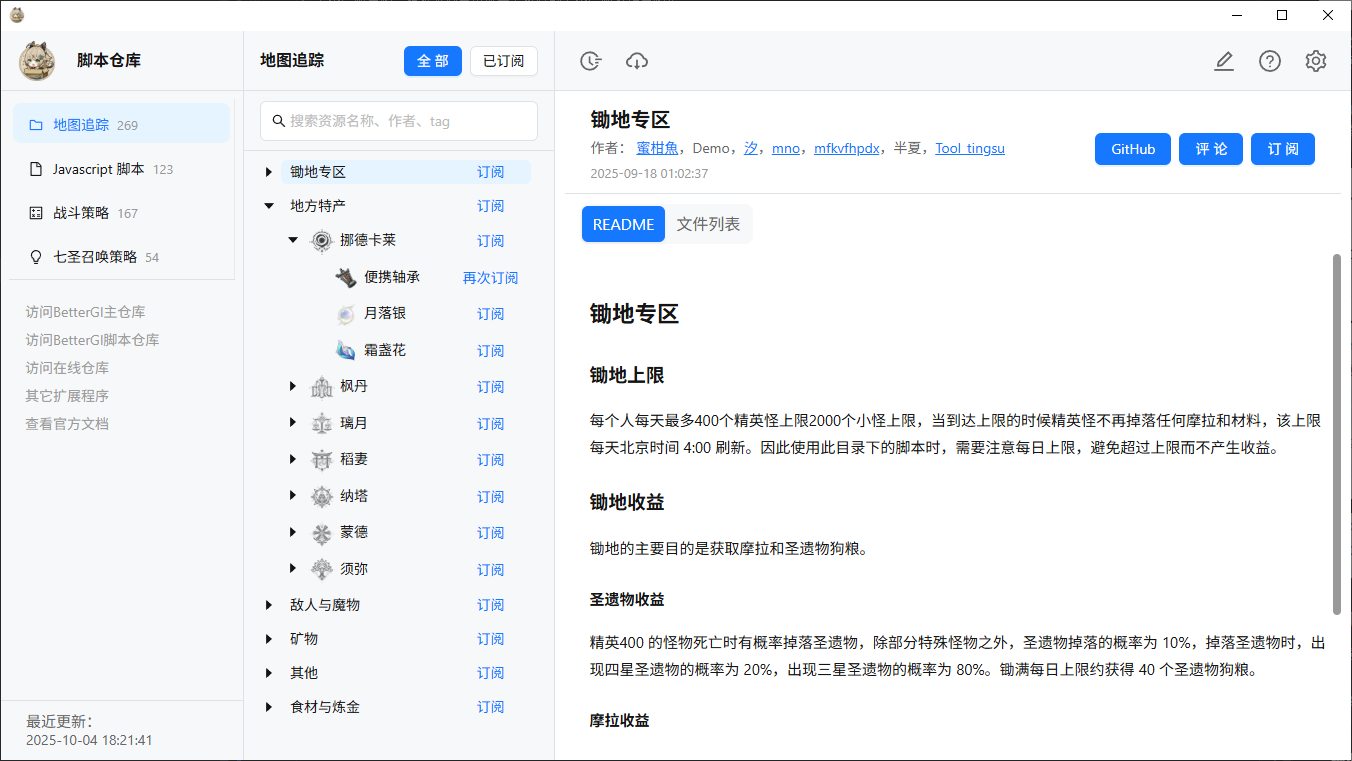 脚本仓库
地图追踪 269
Javascript 脚本 123
战斗策略 167
七圣召唤策略 54
访问BetterGI主仓库
访问BetterGI脚本仓库
访问在线仓库
其它扩展程序
查看官方文档
最近更新：
2025-10-04 18:21:41
地图追踪 全 部 已订阅
搜索资源名称、作者、tag
锄地专区 订阅
地方特产 订阅
挪德卡莱 订阅
便携轴承 再次订阅
月落银 订阅
霜盏花 订阅
枫丹 订阅
璃月 订阅
稻妻 订阅
纳塔 订阅
蒙德 订阅
须弥 订阅
敌人与魔物 订阅
矿物 订阅
其他 订阅
食材与炼金 订阅
锄地专区
作者： 蜜柑魚，Demo，汐，mno，mfkvfhpdx，半夏，Tool_tingsu
2025-09-18 01:02:37
GitHub 评 论 订 阅
README 文件列表
锄地专区
锄地上限
每个人每天最多400个精英怪上限2000个小怪上限，当到达上限的时候精英怪不再掉落任何摩拉和材料，该上限
每天北京时间 4:00 刷新。因此使用此目录下的脚本时，需要注意每日上限，避免超过上限而不产生收益。
锄地收益
锄地的主要目的是获取摩拉和圣遗物狗粮。
圣遗物收益
精英400 的怪物死亡时有概率掉落圣遗物，除部分特殊怪物之外，圣遗物掉落的概率为 10%，掉落圣遗物时，出
现四星圣遗物的概率为 20%，出现三星圣遗物的概率为 80%。锄满每日上限约获得 40 个圣遗物狗粮。
摩拉收益